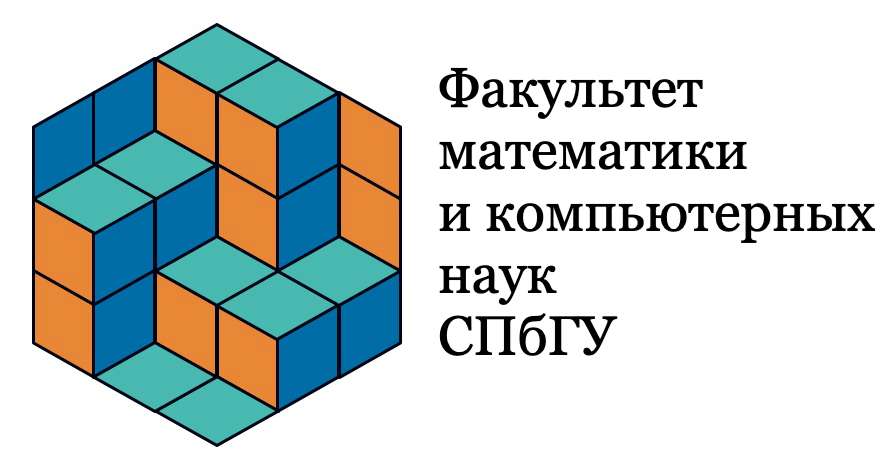 Факультет
математики
и компьютерных
наук
СПбГУ